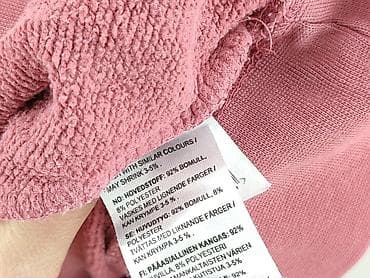 WITH SIMILAR COLOURS /
MAY SHRINK 3-5% .
NO: HOVEDSTOFF: 92% BOMULL,
8% POLYESTER
VASKES MED LIGNENDE FARGER /
KAN KRYMPE 3-5% .
SE: HUVUDTYG: 92% BOMULL, 8%
POLYESTER
TVÄTTAS MED LIKNANDE FÄRGER /
KAN KRYMPA 3-5% .
FI: PÄÄASIALLINEN KANGAS: 92%
PUUVILLA, 8% POLYESTERI